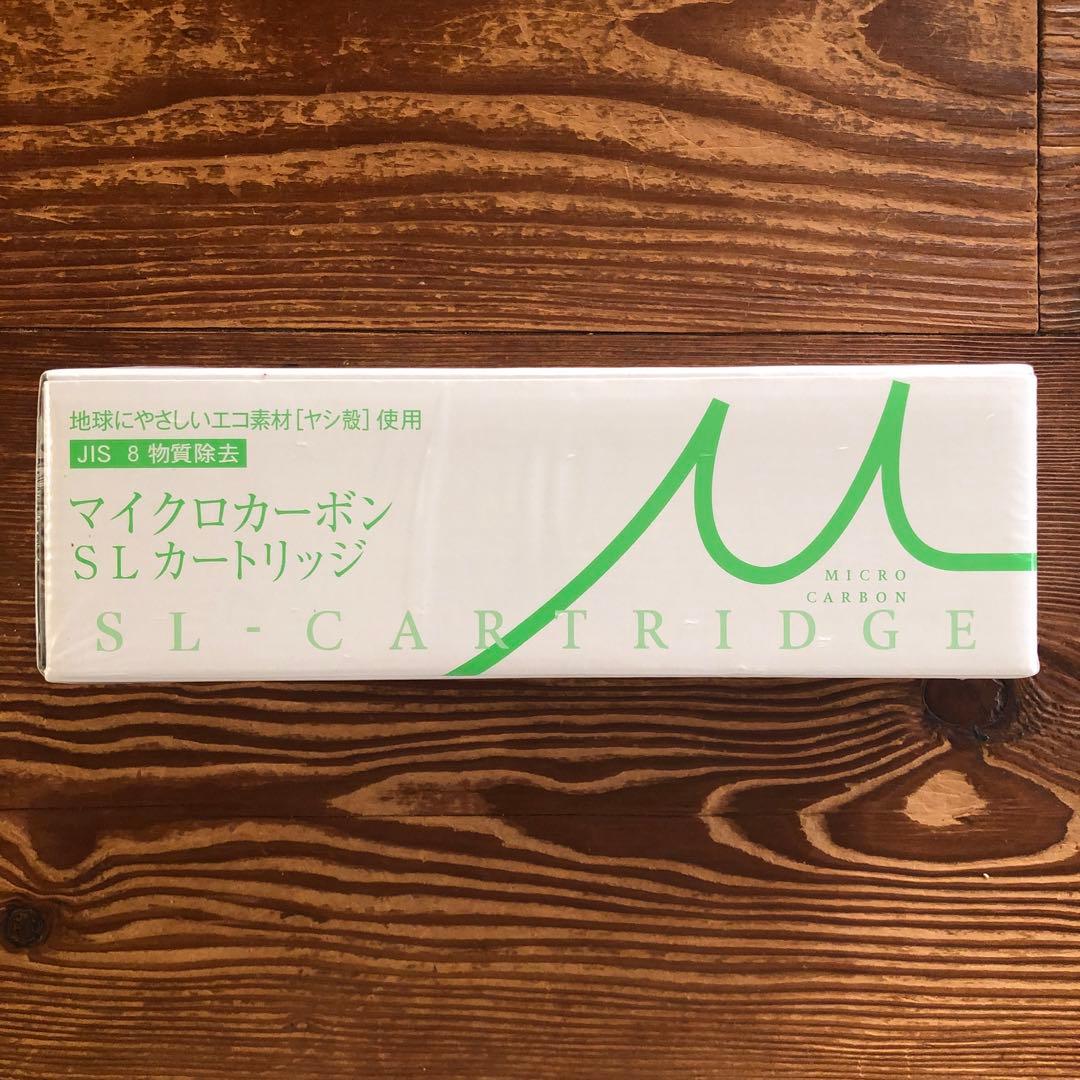 地球にやさしいエコ素材[ヤシ殻]使用
JIS 8物質除去
マイクロカーボン
SLカートリッジ
MICRO
CARBON
SL-CARTRIDGE